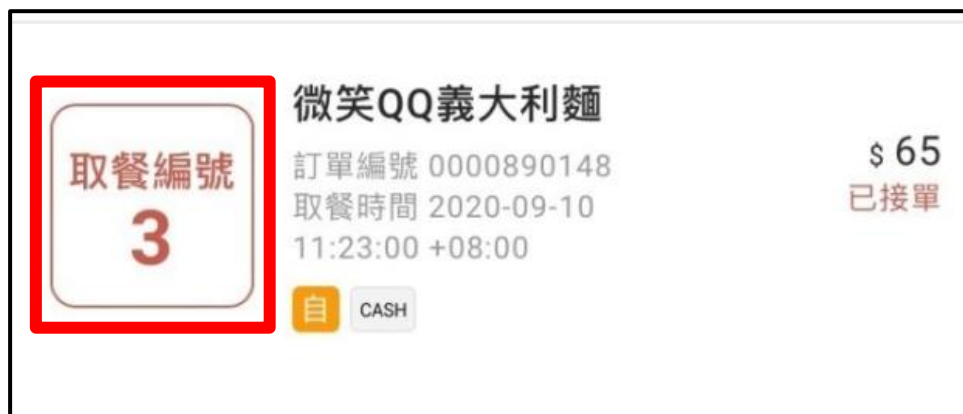 取餐編號
3
微笑QQ義大利麵
訂單編號 0000890148
取餐時間 2020-09-10
11:23:00 +08:00
自
CASH
$ 65
已接單